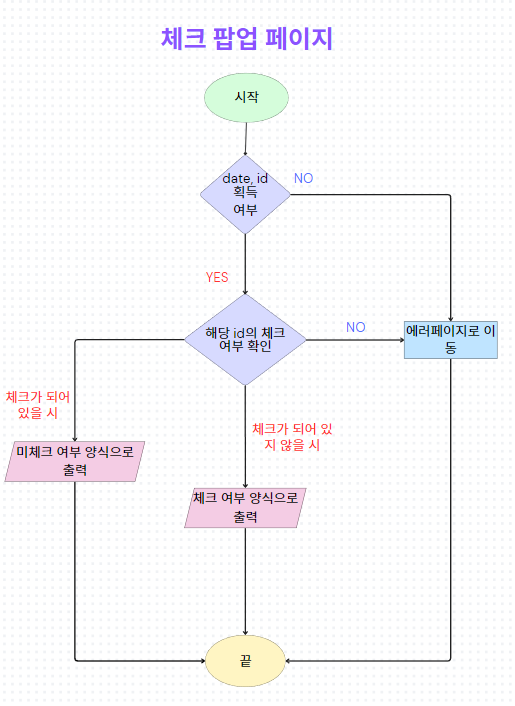 체크 팝업 페이지
시작
date, id
획득
여부
NO
YES
해당 id의 체크
여부 확인
NO
에러페이지로 이
동
체크가 되어
있을 시
체크가 되어 있
지 않을 시
미체크 여부 양식으로
출력
체크 여부 양식으로
출력
끝